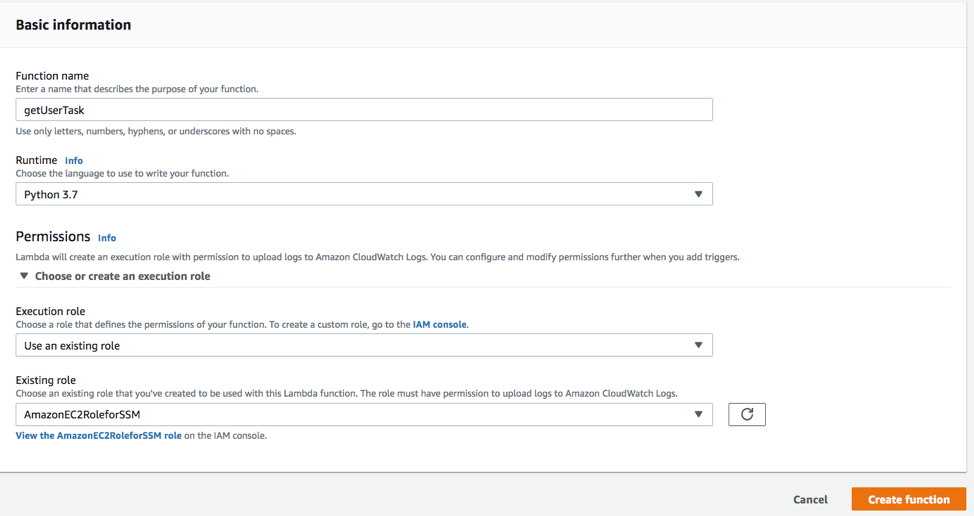 Basic information
Function name
Enter a name that describes the purpose of your function.
getUserTask
Use only letters, numbers, hyphens, or underscores with no spaces.
Runtime Info
Choose the language to use to write your function.
Python 3.7
Permissions Info
Lambda will create an execution role with permission to upload logs to Amazon CloudWatch Logs. You can configure and modify permissions further when you add triggers.
Choose or create an execution role
Execution role
Choose a role that defines the permissions of your function. To create a custom role, go to the IAM console.
Use an existing role
Existing role
Choose an existing role that you've created to be used with this Lambda function. The role must have permission to upload logs to Amazon CloudWatch Logs.
AmazonEC2RoleforSSM
View the AmazonEC2RoleforSSM role on the IAM console.
Cancel Create function